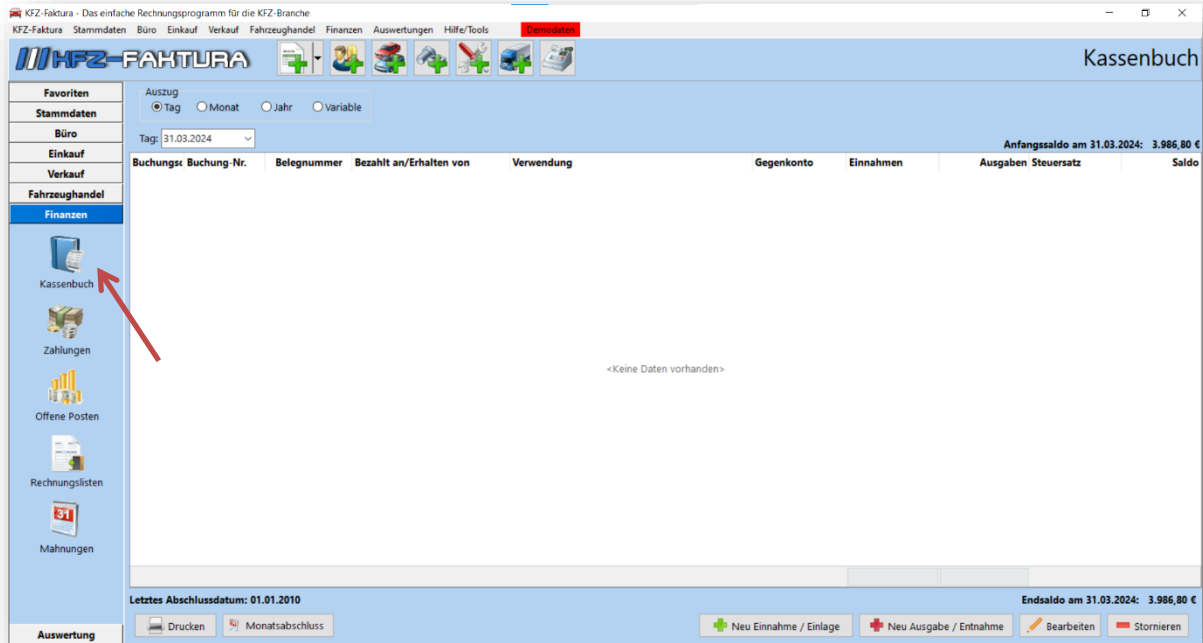 KFZ-Faktura - Das einfache Rechnungsprogramm für die KFZ-Branche
KFZ-Faktura Stammdaten Büro Einkauf Verkauf Fahrzeughandel Finanzen Auswertungen Hilfe/Tools Demodaten
KFZ-FAKTURA Kassenbuch
Favoriten
Stammdaten
Büro
Einkauf
Verkauf
Fahrzeughandel
Finanzen
Kassenbuch
Zahlungen
Offene Posten
Rechnungslisten
31
Mahnungen
Auswertung
Auszug
Tag Monat Jahr Variable
Tag: 31.03.2024
Anfangssaldo am 31.03.2024: 3.986,80 €
Buchungsc Buchung-Nr. Belegnummer Bezahlt an/Erhalten von Verwendung Gegenkonto Einnahmen Ausgaben Steuersatz Saldo
<Keine Daten vorhanden>
Letztes Abschlussdatum: 01.01.2010 Endsaldo am 31.03.2024: 3.986,80 €
Drucken Monatsabschluss Neu Einnahme / Einlage Neu Ausgabe / Entnahme Bearbeiten Stornieren